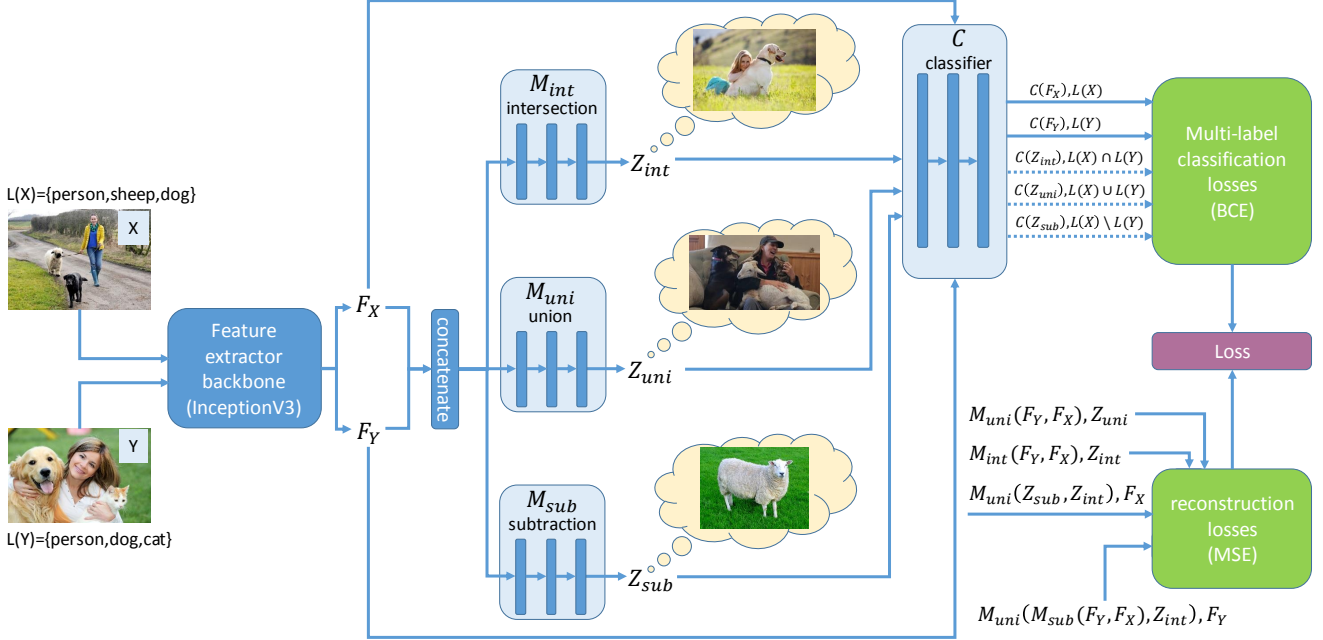 L(X)={person,sheep,dog}
X
Y
L(Y)={person,dog,cat}
Feature
extractor
backbone
(InceptionV3)
F_X
F_Y
concatenate
M_int
intersection
M_uni
union
M_sub
subtraction
Z_int
Z_uni
Z_sub
C
classifier
C(F_X), L(X)
C(F_Y), L(Y)
C(Z_int), L(X) ∩ L(Y)
C(Z_uni), L(X) ∪ L(Y)
C(Z_sub), L(X) \ L(Y)
Multi-label
classification
losses
(BCE)
Loss
M_uni(F_Y, F_X), Z_uni
M_int(F_Y, F_X), Z_int
M_uni(Z_sub, Z_int), F_X
M_uni(M_sub(F_Y, F_X), Z_int), F_Y
reconstruction
losses
(MSE)